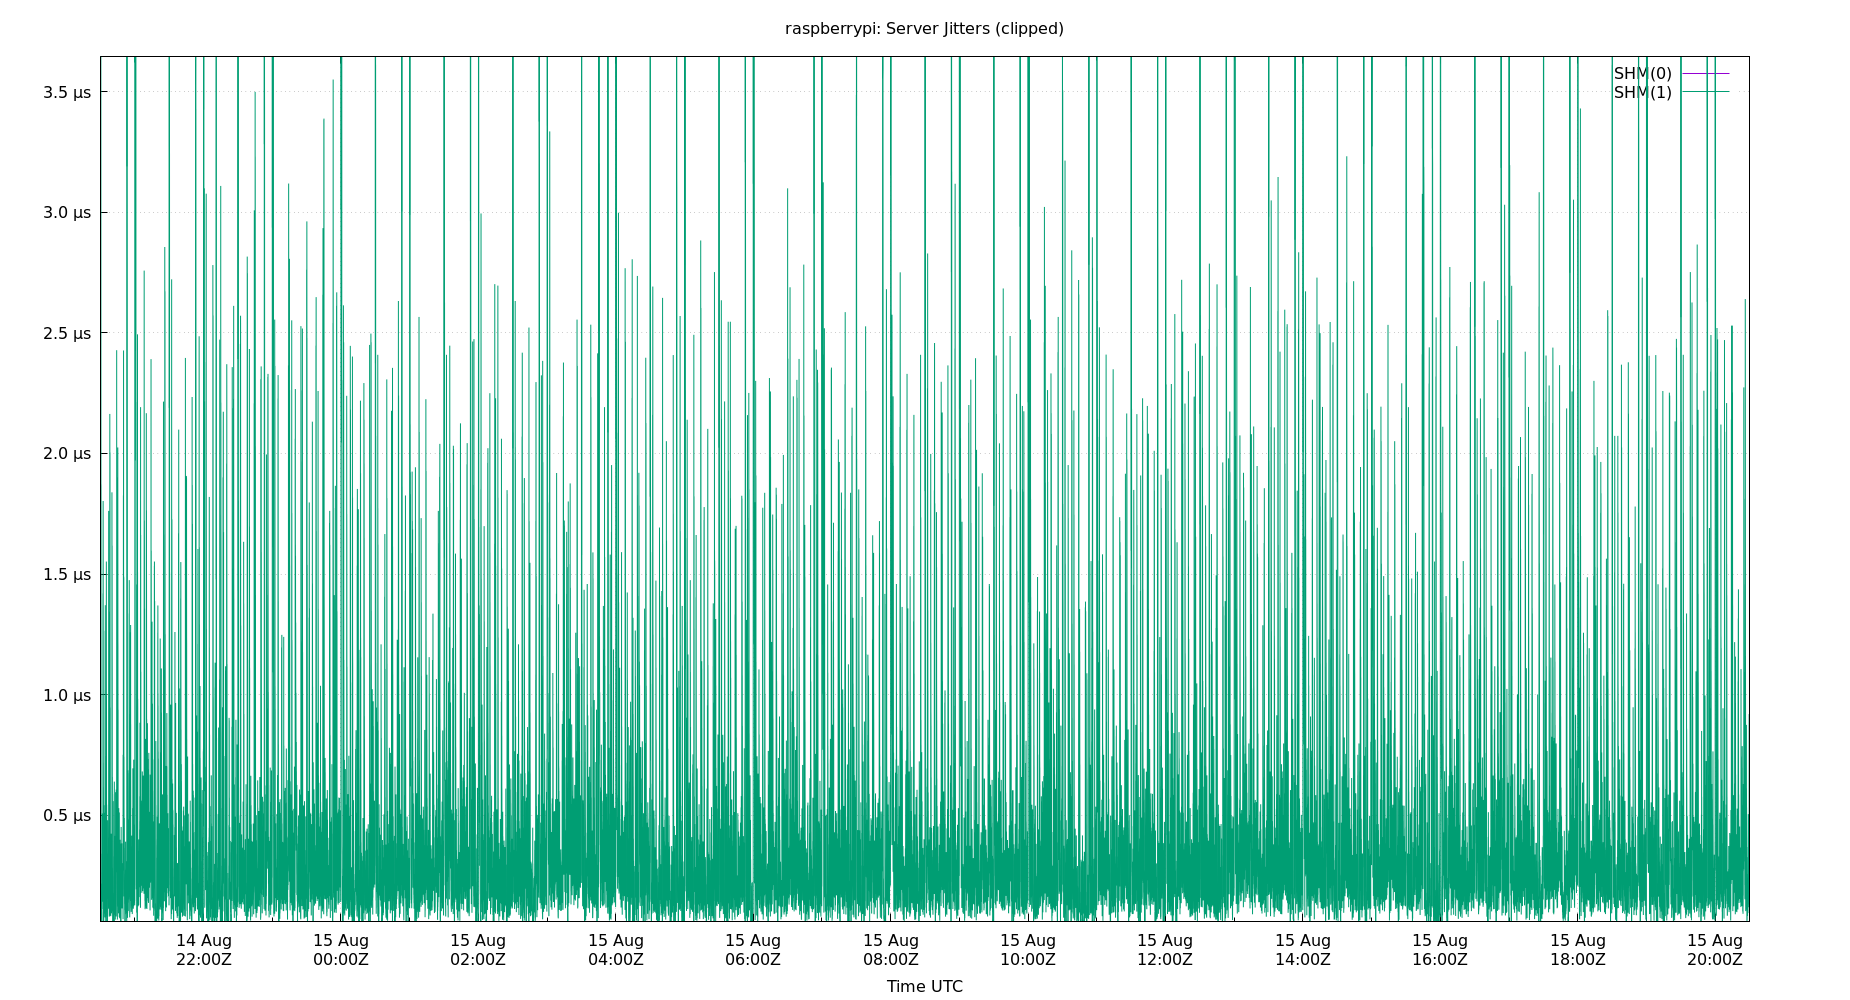 raspberrypi: Server Jitters (clipped)
SHM(0)
SHM(1)
3.5 µs
3.0 µs
2.5 µs
2.0 µs
1.5 µs
1.0 µs
0.5 µs
14 Aug 15 Aug 15 Aug 15 Aug 15 Aug 15 Aug 15 Aug 15 Aug 15 Aug 15 Aug 15 Aug 15 Aug
22:00Z 00:00Z 02:00Z 04:00Z 06:00Z 08:00Z 10:00Z 12:00Z 14:00Z 16:00Z 18:00Z 20:00Z
Time UTC